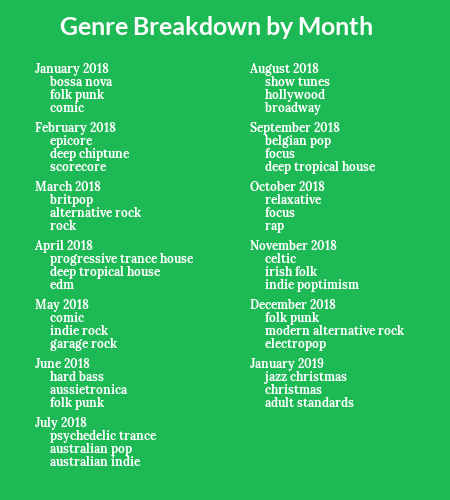 Genre Breakdown by Month
January 2018
bossa nova
folk punk
comic
February 2018
epicore
deep chiptune
scorecore
March 2018
britpop
alternative rock
rock
April 2018
progressive trance house
deep tropical house
edm
May 2018
comic
indie rock
garage rock
June 2018
hard bass
aussietronica
folk punk
July 2018
psychedelic trance
australian pop
australian indie
August 2018
show tunes
hollywood
broadway
September 2018
belgian pop
focus
deep tropical house
October 2018
relaxative
focus
rap
November 2018
celtic
irish folk
indie poptimism
December 2018
folk punk
modern alternative rock
electropop
January 2019
jazz christmas
christmas
adult standards